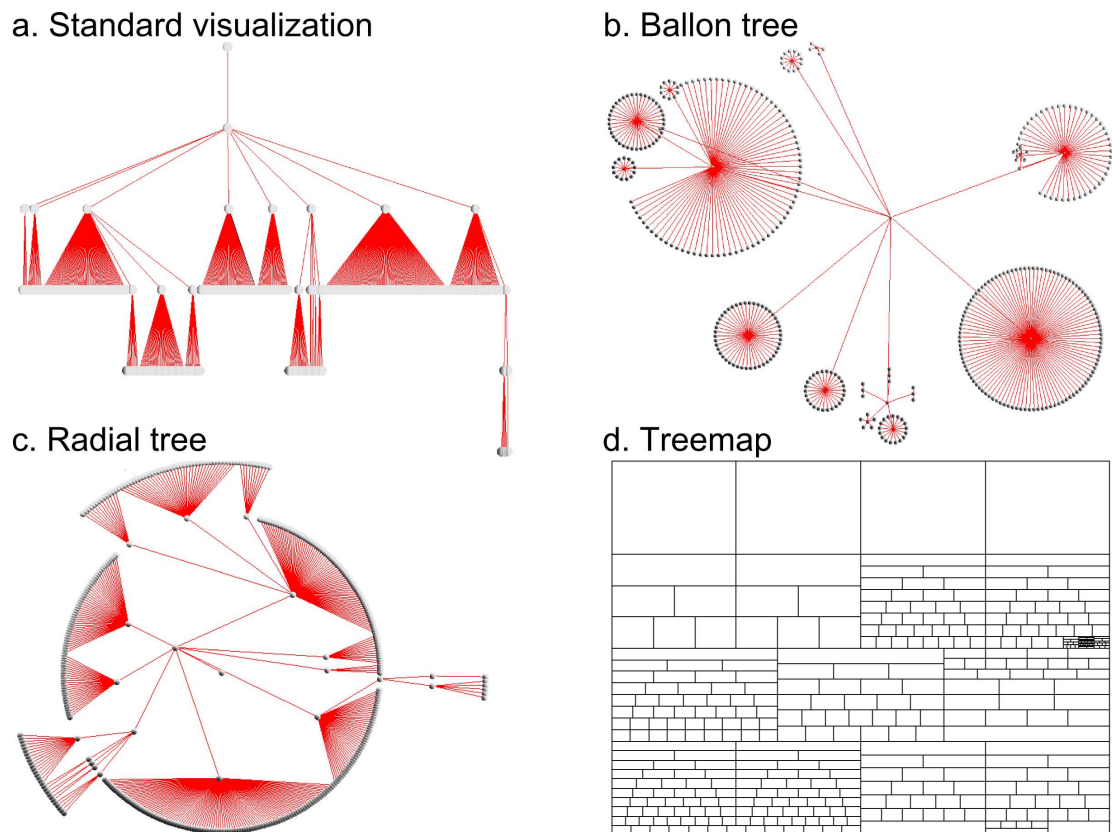 a. Standard visualization
b. Ballon tree
c. Radial tree
d. Treemap